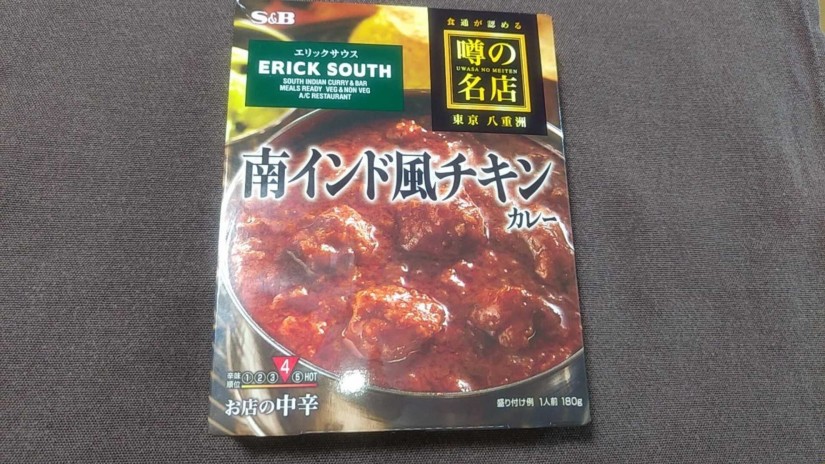 S&B
エリックサウス
ERICK SOUTH
SOUTH INDIAN CURRY & BAR
MEALS READY VEG & NON VEG
A/C RESTAURANT
食通が認める
噂の
UWASA NO MEITEN
名店
東京 八重洲
南インド風チキン
カレー
辛味
順位
1 2 3 4 5 HOT
お店の中辛
盛り付け例 1人前 180g